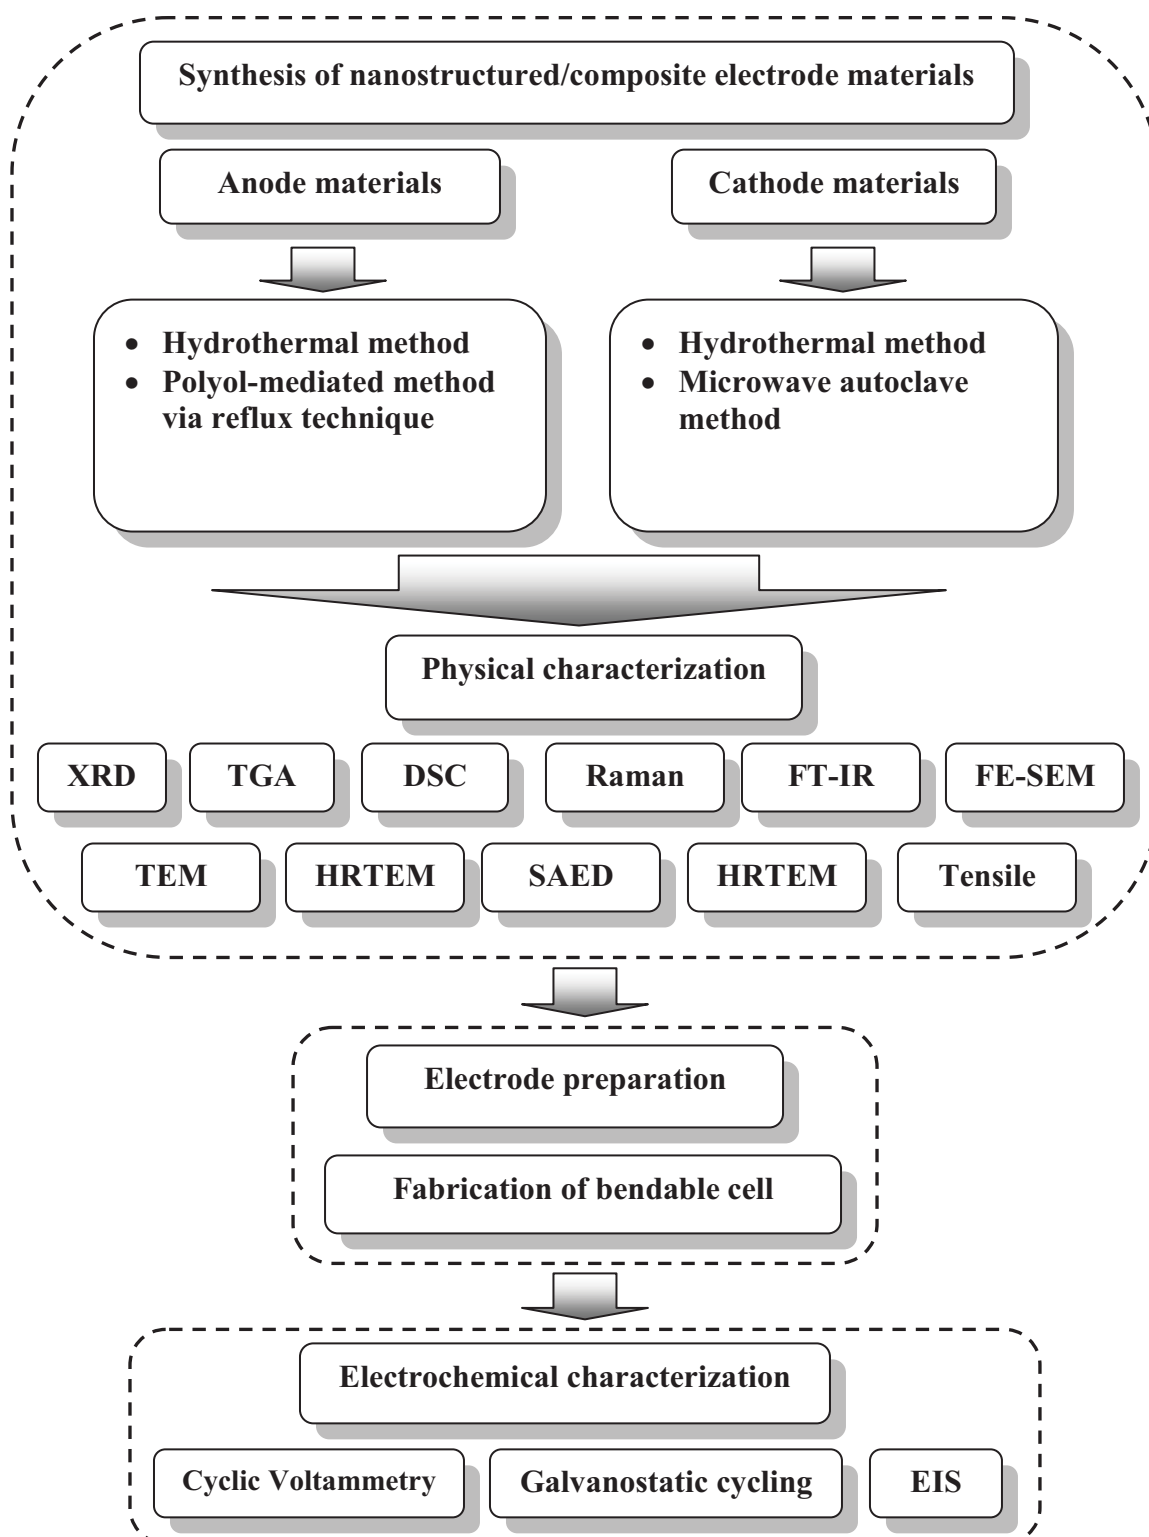 Synthesis of nanostructured/composite electrode materials
Anode materials
Cathode materials
• Hydrothermal method
• Polyol-mediated method
via reflux technique
• Hydrothermal method
• Microwave autoclave
method
Physical characterization
XRD
TGA
DSC
Raman
FT-IR
FE-SEM
TEM
HRTEM
SAED
HRTEM
Tensile
Electrode preparation
Fabrication of bendable cell
Electrochemical characterization
Cyclic Voltammetry
Galvanostatic cycling
EIS